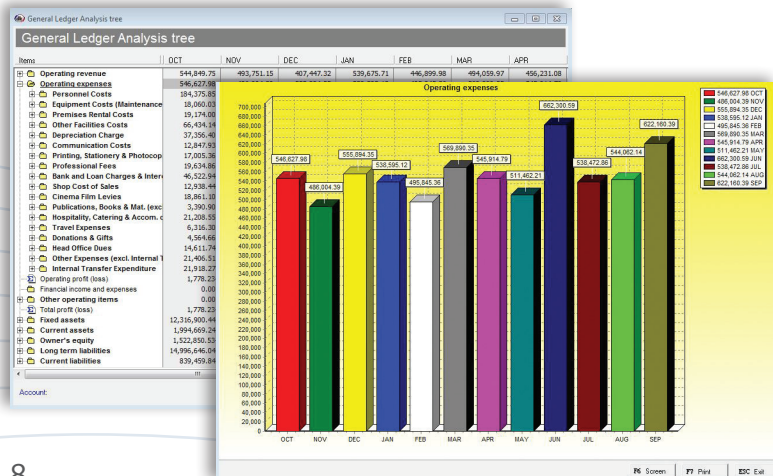 General Ledger Analysis tree
General Ledger Analysis tree
Items OCT NOV DEC JAN FEB MAR APR
Operating revenue 544,849.75 493,751.15 407,447.32 539,675.71 446,899.98 494,059.97 456,231.08
Operating expenses 546,627.98
Personnel Costs 184,375.85
Equipment Costs (Maintenance 18,060.03
Premises Rental Costs 19,174.00
Other Facilities Costs 66,434.14
Depreciation Charge 37,356.40
Communication Costs 12,847.93
Printing, Stationery & Photocop 17,005.36
Professional Fees 19,634.86
Bank and Loan Charges & Inter 46,522.94
Shop Cost of Sales 12,938.44
Cinema Film Levies 18,861.10
Publications, Books & Mat. (exc 3,390.90
Hospitality, Catering & Accom. c 21,208.55
Travel Expenses 6,316.30
Donations & Gifts 4,564.66
Head Office Dues 14,611.74
Other Expenses (excl. Internal T 21,406.51
Internal Transfer Expenditure 21,918.27
Operating profit (loss) 1,778.23
Financial income and expenses 0.00
Other operating items 0.00
Total profit (loss) 1,778.23
Fixed assets 12,316,900.44
Current assets 1,994,669.24
Owner's equity 1,522,850.53
Long term liabilities 14,996,646.04
Current liabilities 839,459.84
Account:
Operating expenses
700,000
680,000
660,000
640,000
620,000
600,000
580,000
560,000
540,000
520,000
500,000
480,000
460,000
440,000
420,000
400,000
380,000
360,000
340,000
320,000
300,000
280,000
260,000
240,000
220,000
200,000
180,000
160,000
140,000
120,000
100,000
80,000
60,000
40,000
20,000
0
546,627.98
486,004.39
555,894.35
538,595.12
495,845.36
569,890.35
545,914.79
511,462.21
662,300.59
538,472.86
544,062.14
622,160.39
OCT NOV DEC JAN FEB MAR APR MAY JUN JUL AUG SEP
546,627.98 OCT
486,004.39 NOV
555,894.35 DEC
538,595.12 JAN
495,845.36 FEB
569,890.35 MAR
545,914.79 APR
511,462.21 MAY
662,300.59 JUN
538,472.86 JUL
544,062.14 AUG
622,160.39 SEP
F6 Screen F7 Print ESC Exit
8